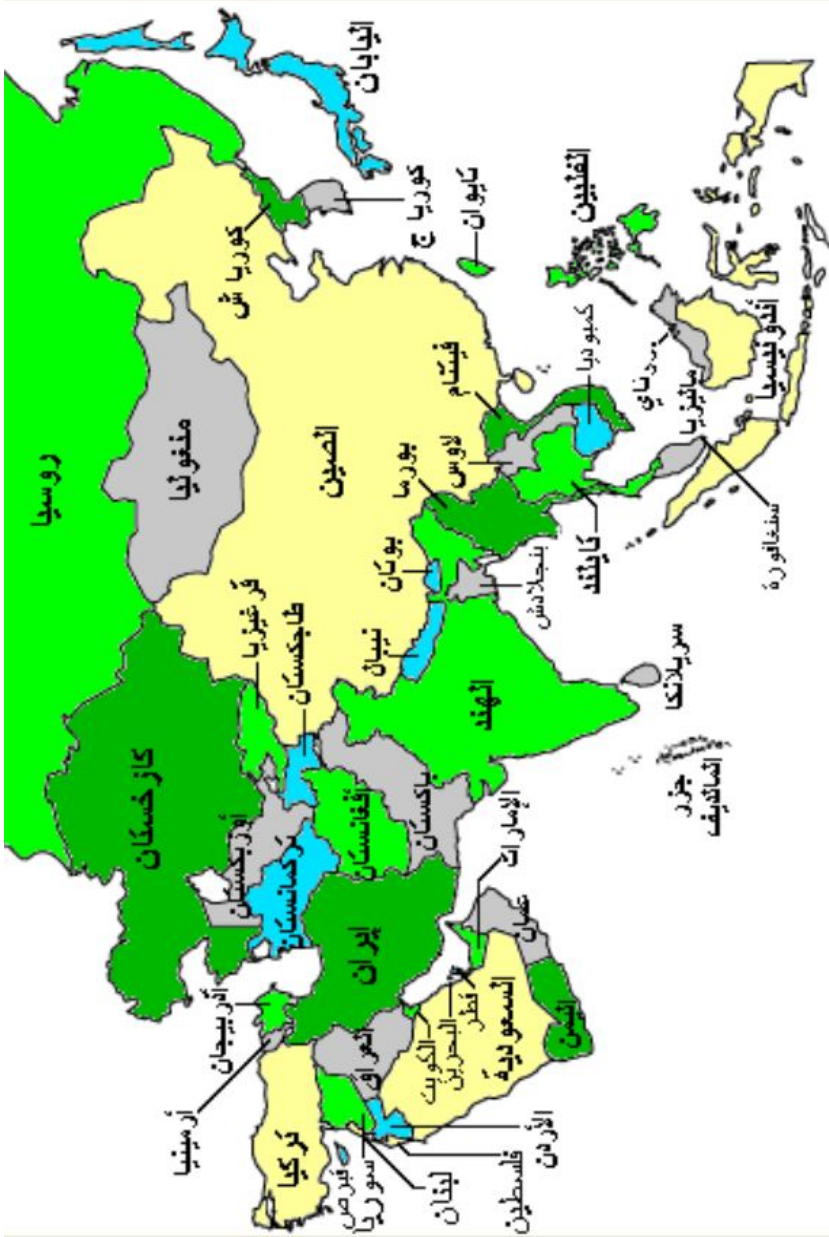 روسيا
كازخستان
منغوليا
اليابان
أوزبكستان
قرغيزيا
كوريا ش
أذربيجان
أرمينيا
تركمانستان
طاجكستان
الصين
كوريا ج
تركيا
إيران
أفغانستان
قبرص
سوريا
العراق
باكستان
نيبال
بوتان
بورما
لاوس
فيتنام
تايوان
لبنان
الكويت
البحرين
قطر
الإمارات
فلسطين
الأردن
السعودية
عمان
اليمن
الهند
بنجلادش
تايلند
كمبوديا
الفلبين
سريلانكا
جزر
المالديف
سنغافورة
ماليزيا
بروناي
أندونيسيا